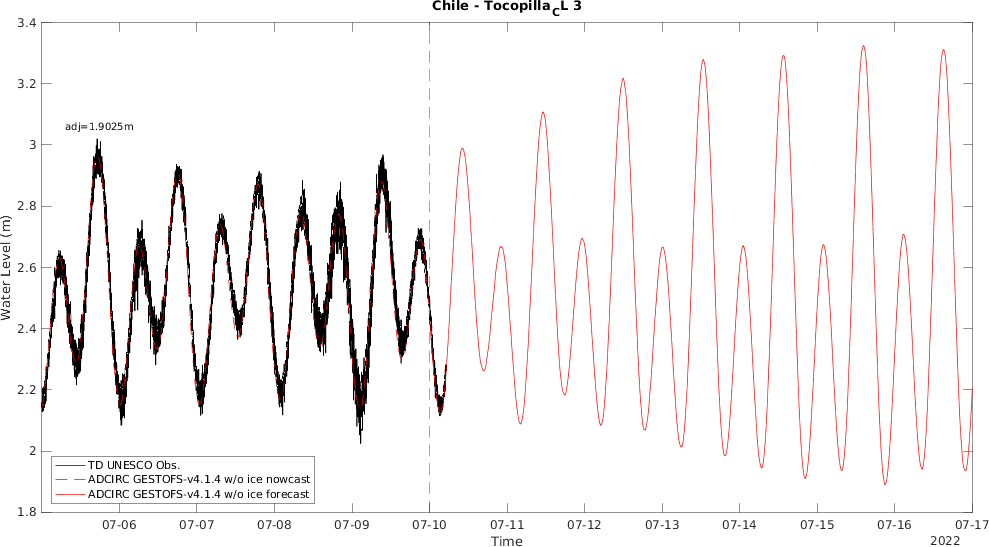 Chile - Tocopilla_CL 3
3.4
3.2
3
2.8
2.6
2.4
2.2
2
1.8
Water Level (m)
adj=1.9025m
TD UNESCO Obs.
ADCIRC GESTOFS-v4.1.4 w/o ice nowcast
ADCIRC GESTOFS-v4.1.4 w/o ice forecast
07-06 07-07 07-08 07-09 07-10 07-11 07-12 07-13 07-14 07-15 07-16 07-17
Time
2022